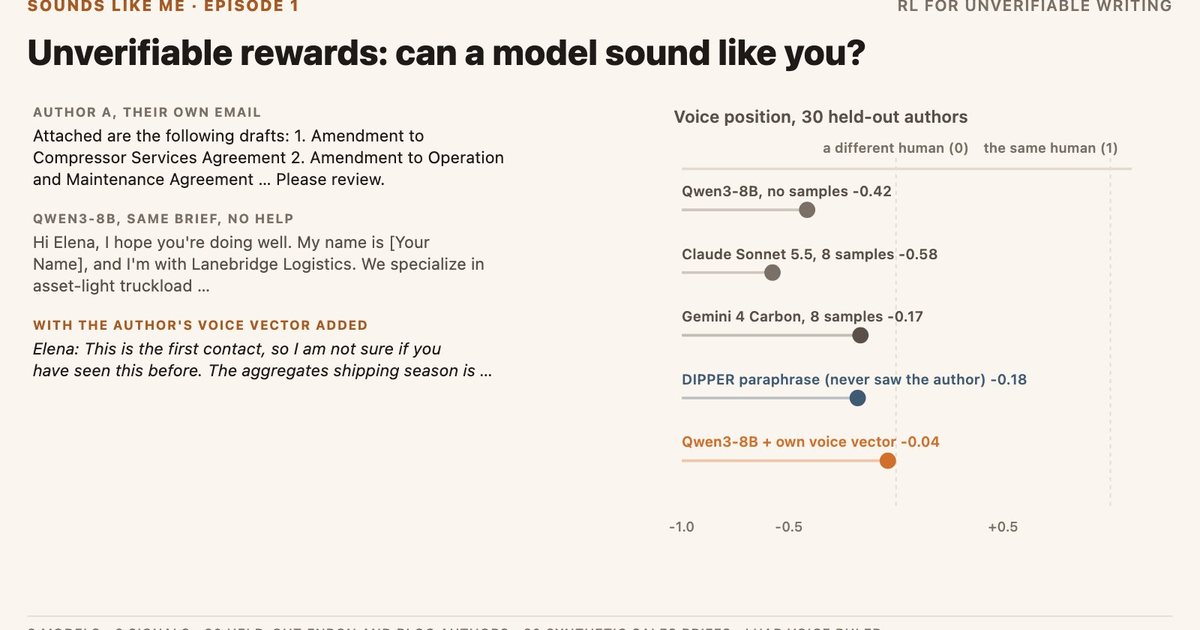 SOUNDS LIKE ME · EPISODE 1
RL FOR UNVERIFIABLE WRITING
Unverifiable rewards: can a model sound like you?
AUTHOR A, THEIR OWN EMAIL
Attached are the following drafts: 1. Amendment to
Compressor Services Agreement 2. Amendment to Operation
and Maintenance Agreement ... Please review.
QWEN3-8B, SAME BRIEF, NO HELP
Hi Elena, I hope you're doing well. My name is [Your
Name], and I'm with Lanebridge Logistics. We specialize in
asset-light truckload ...
WITH THE AUTHOR'S VOICE VECTOR ADDED
Elena: This is the first contact, so I am not sure if you
have seen this before. The aggregates shipping season is ...
Voice position, 30 held-out authors
a different human (0) the same human (1)
Qwen3-8B, no samples -0.42
Claude Sonnet 5.5, 8 samples -0.58
Gemini 4 Carbon, 8 samples -0.17
DIPPER paraphrase (never saw the author) -0.18
Qwen3-8B + own voice vector -0.04
-1.0 -0.5 +0.5